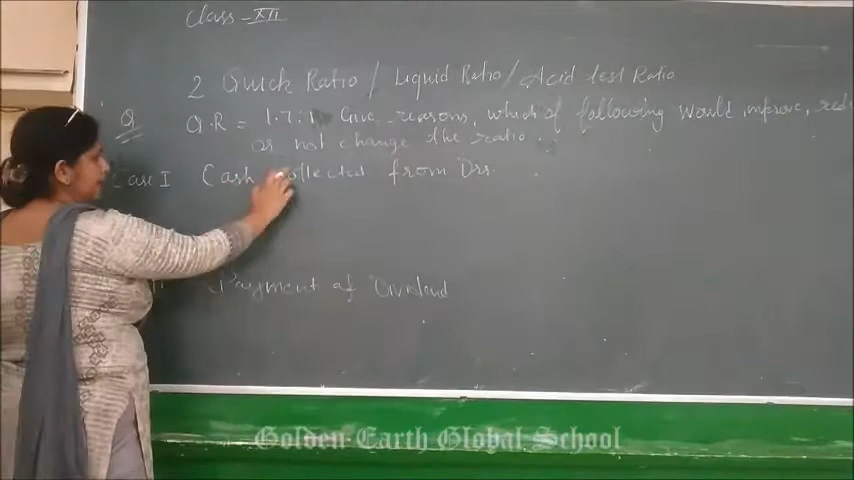 Class - XII
2 Quick Ratio / Liquid Ratio / Acid test Ratio
Q Q.R = 1.7:1 Give reasons, which of following would improve, red
or not change the ratio.
Case I Cash collected from Drs.
Payment of Dividend
Golden Earth Global School